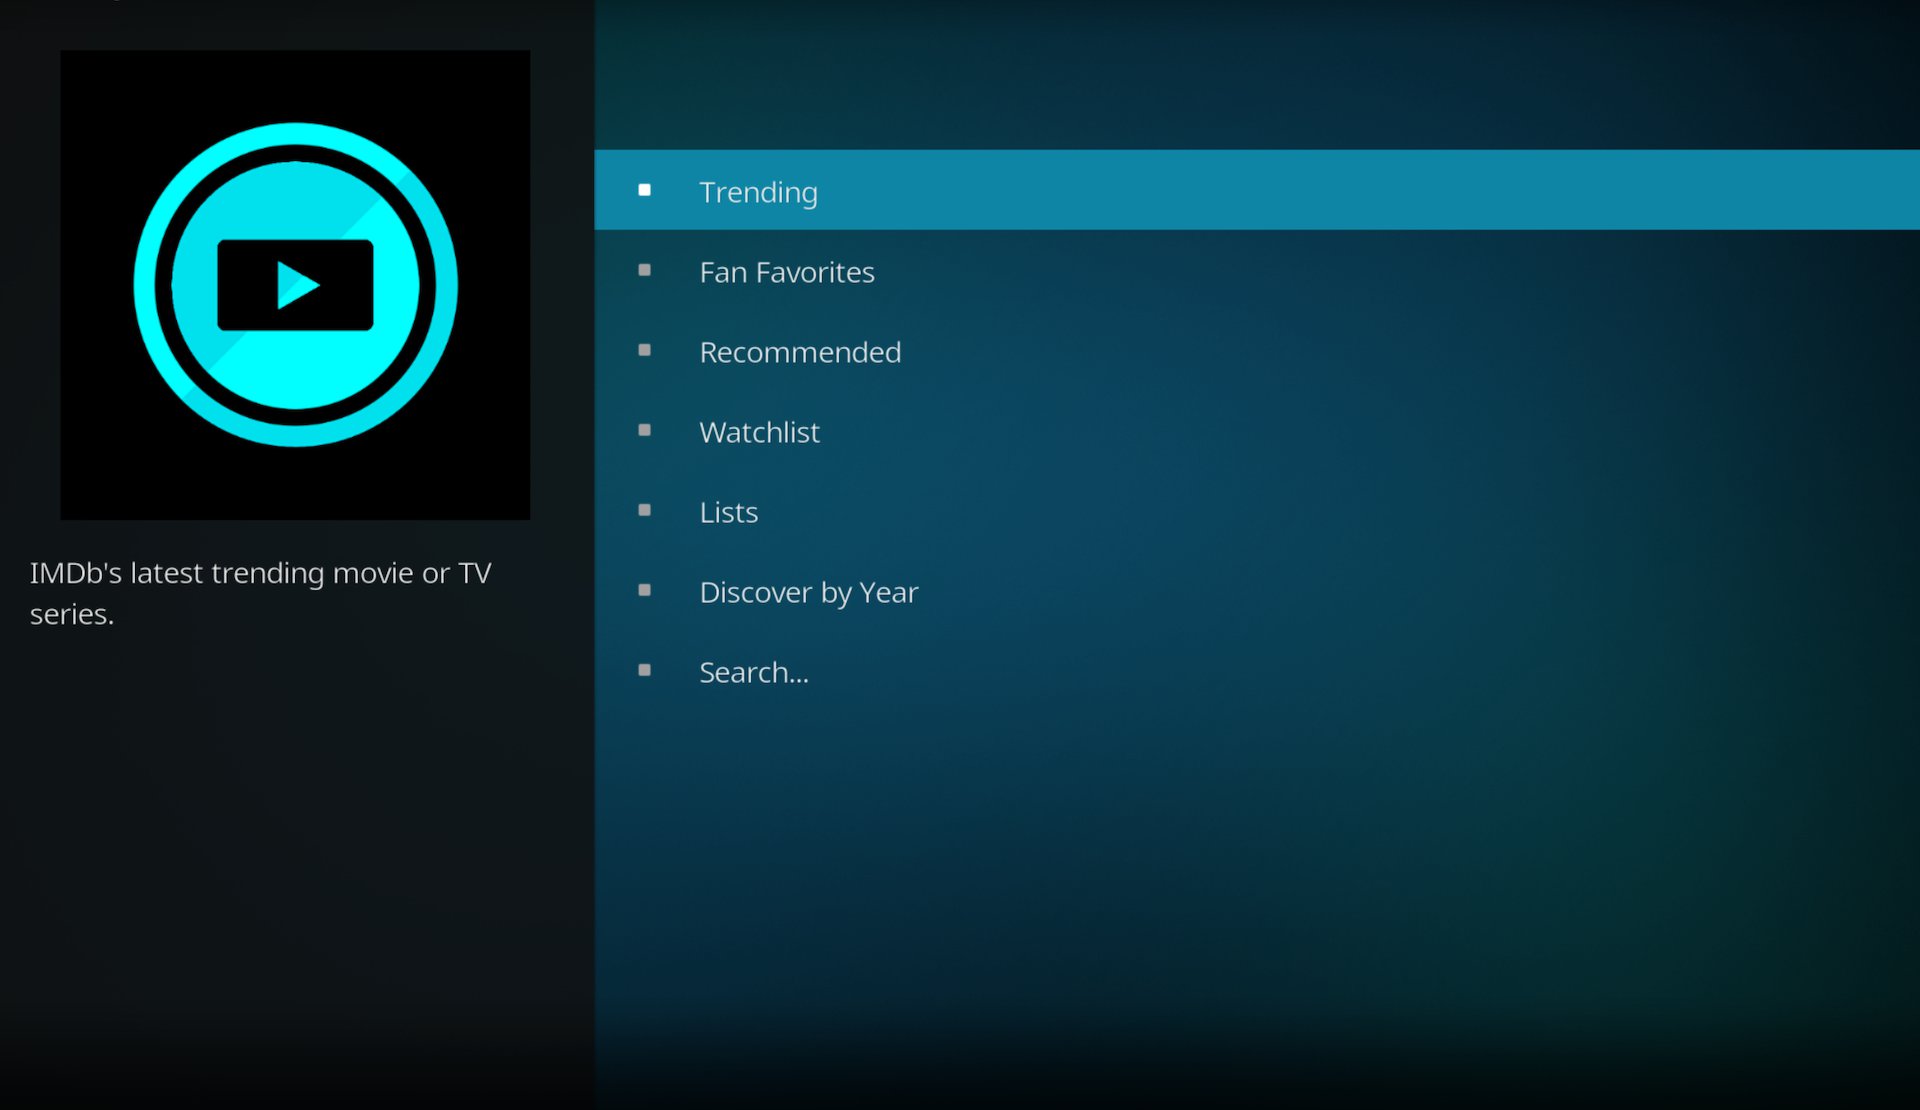 Trending
Fan Favorites
Recommended
Watchlist
Lists
Discover by Year
Search...
IMDb's latest trending movie or TV
series.